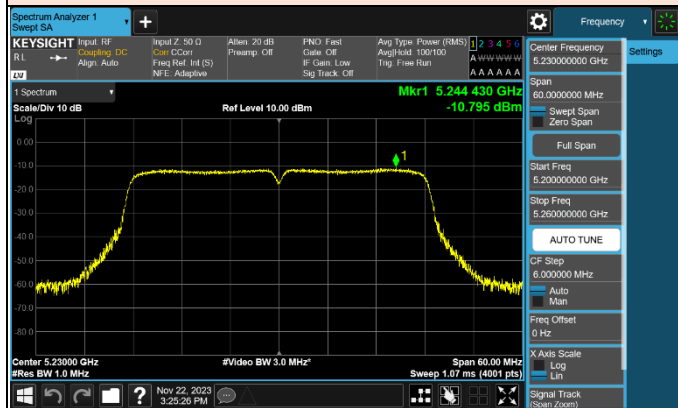 Spectrum Analyzer 1
Swept SA
Frequency
KEYSIGHT
Input: RF
Input Z: 50 Ω
Atten: 20 dB
PNO: Fast
Avg Type: Power (RMS)
1 2 3 4 5 6
RL
Coupling: DC
Corr CCorr
Preamp: Off
Gate: Off
Avg|Hold: 100/100
A W W W W W
Align: Auto
Freq Ref: Int (S)
IF Gain: Low
Trig: Free Run
NFE: Adaptive
Sig Track: Off
A A A A A A
LXI
1 Spectrum
Mkr1 5.244 430 GHz
Scale/Div 10 dB
Ref Level 10.00 dBm
-10.795 dBm
Log
1
0.00
-10.0
-20.0
-30.0
-40.0
-50.0
-60.0
-70.0
-80.0
Center 5.23000 GHz
#Video BW 3.0 MHz*
Span 60.00 MHz
#Res BW 1.0 MHz
Sweep 1.07 ms (4001 pts)
Nov 22, 2023
3:25:26 PM
Center Frequency
5.230000000 GHz
Settings
Span
60.0000000 MHz
Swept Span
Zero Span
Full Span
Start Freq
5.200000000 GHz
Stop Freq
5.260000000 GHz
AUTO TUNE
CF Step
6.000000 MHz
Auto
Man
Freq Offset
0 Hz
X Axis Scale
Log
Lin
Signal Track
(Span Zoom)